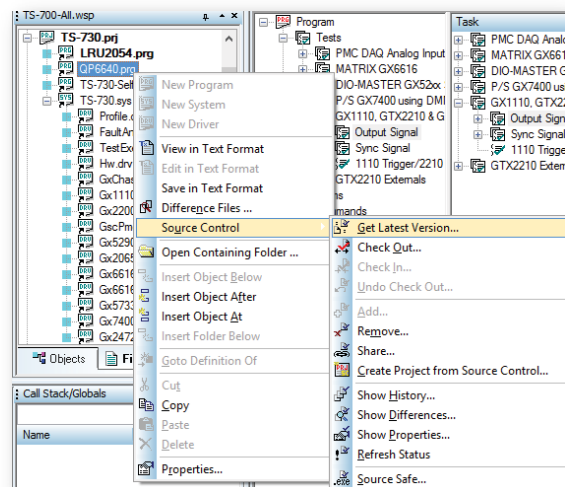 TS-700-All.wsp
TS-730.prj
LRU2054.prg
QP6640.prg
TS-730-Self
TS-730.sys
Profile.d
FaultAn
TestExe
Hw.drv
GxChas
Gx1110
Gx2200
GscPm
Gx5290
Gx2065
Gx6616
Gx6616
Gx5733
Gx7400
Gx2472
Objects
Fi
Call Stack/Globals
Name
New Program
New System
New Driver
View in Text Format
Edit in Text Format
Save in Text Format
Difference Files ...
Source Control
Open Containing Folder ...
Insert Object Below
Insert Object After
Insert Object At
Insert Folder Below
Goto Definition Of
Cut
Copy
Paste
Delete
Properties...
Program
Tests
PMC DAQ Analog Input
MATRIX GX6616
DIO-MASTER GX52xx
P/S GX7400 using DMI
GX1110, GTX2210 & G
Output Signal
Sync Signal
1110 Trigger/2210
GTX2210 Externals
ns
mands
Get Latest Version...
Check Out...
Check In...
Undo Check Out...
Add...
Remove...
Share...
Create Project from Source Control...
Show History...
Show Differences...
Show Properties...
Refresh Status
Source Safe...
Task
PMC DAQ Analo
MATRIX GX661
DIO-MASTER G
P/S GX7400 us
GX1110, GTX22
Output Sign
Sync Signal
1110 Trigge
GTX2210 Extern